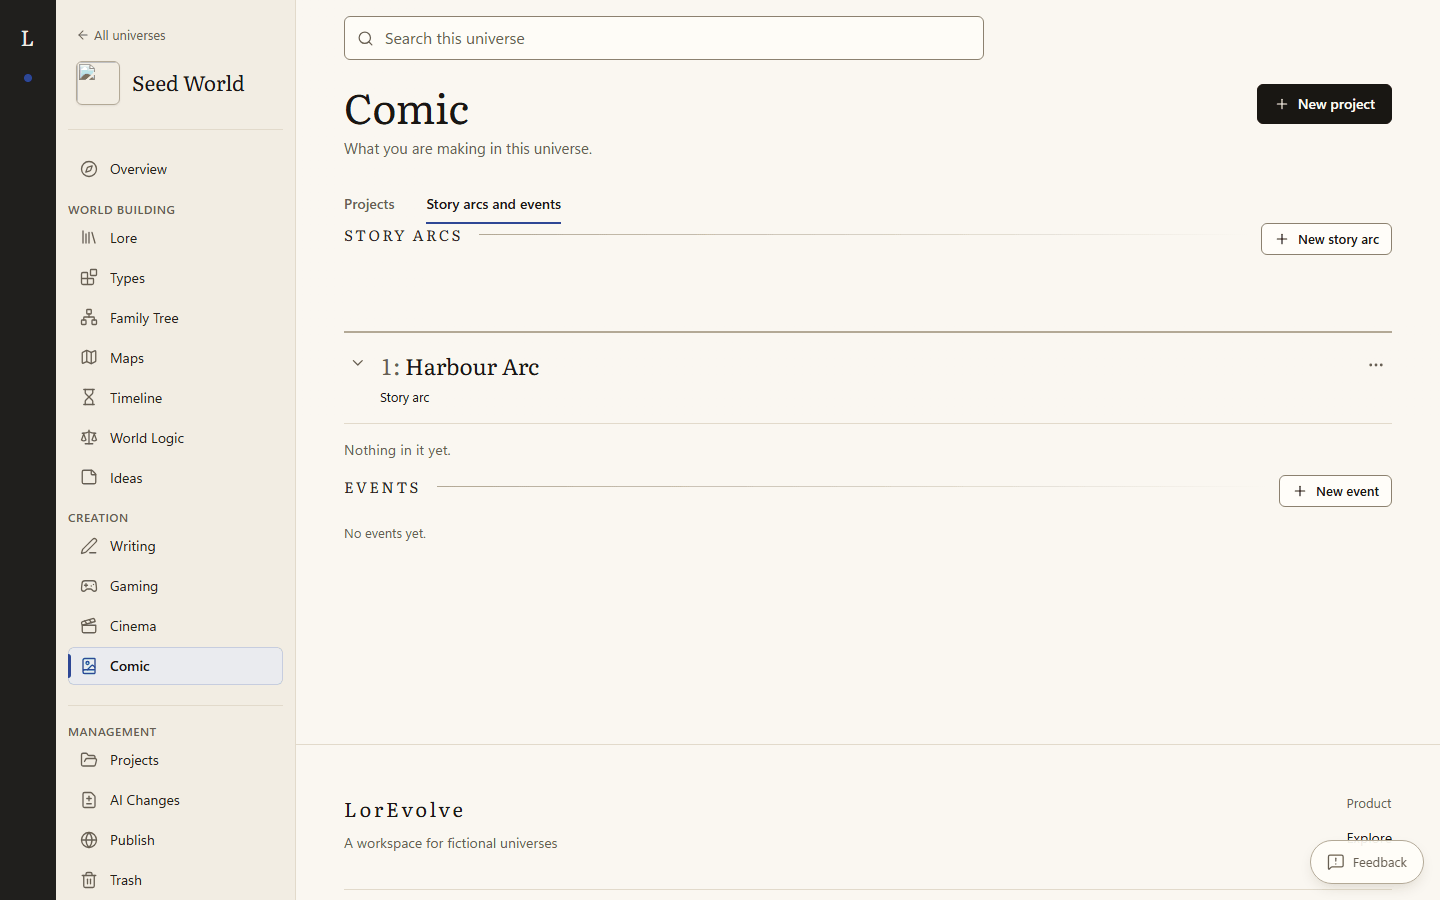 L
All universes
Seed World
Overview
WORLD BUILDING
Lore
Types
Family Tree
Maps
Timeline
World Logic
Ideas
CREATION
Writing
Gaming
Cinema
Comic
MANAGEMENT
Projects
AI Changes
Publish
Trash
Search this universe
Comic
New project
What you are making in this universe.
Projects
Story arcs and events
STORY ARCS
New story arc
1: Harbour Arc
Story arc
Nothing in it yet.
EVENTS
New event
No events yet.
LorEvolve
A workspace for fictional universes
Product
Explore
Feedback